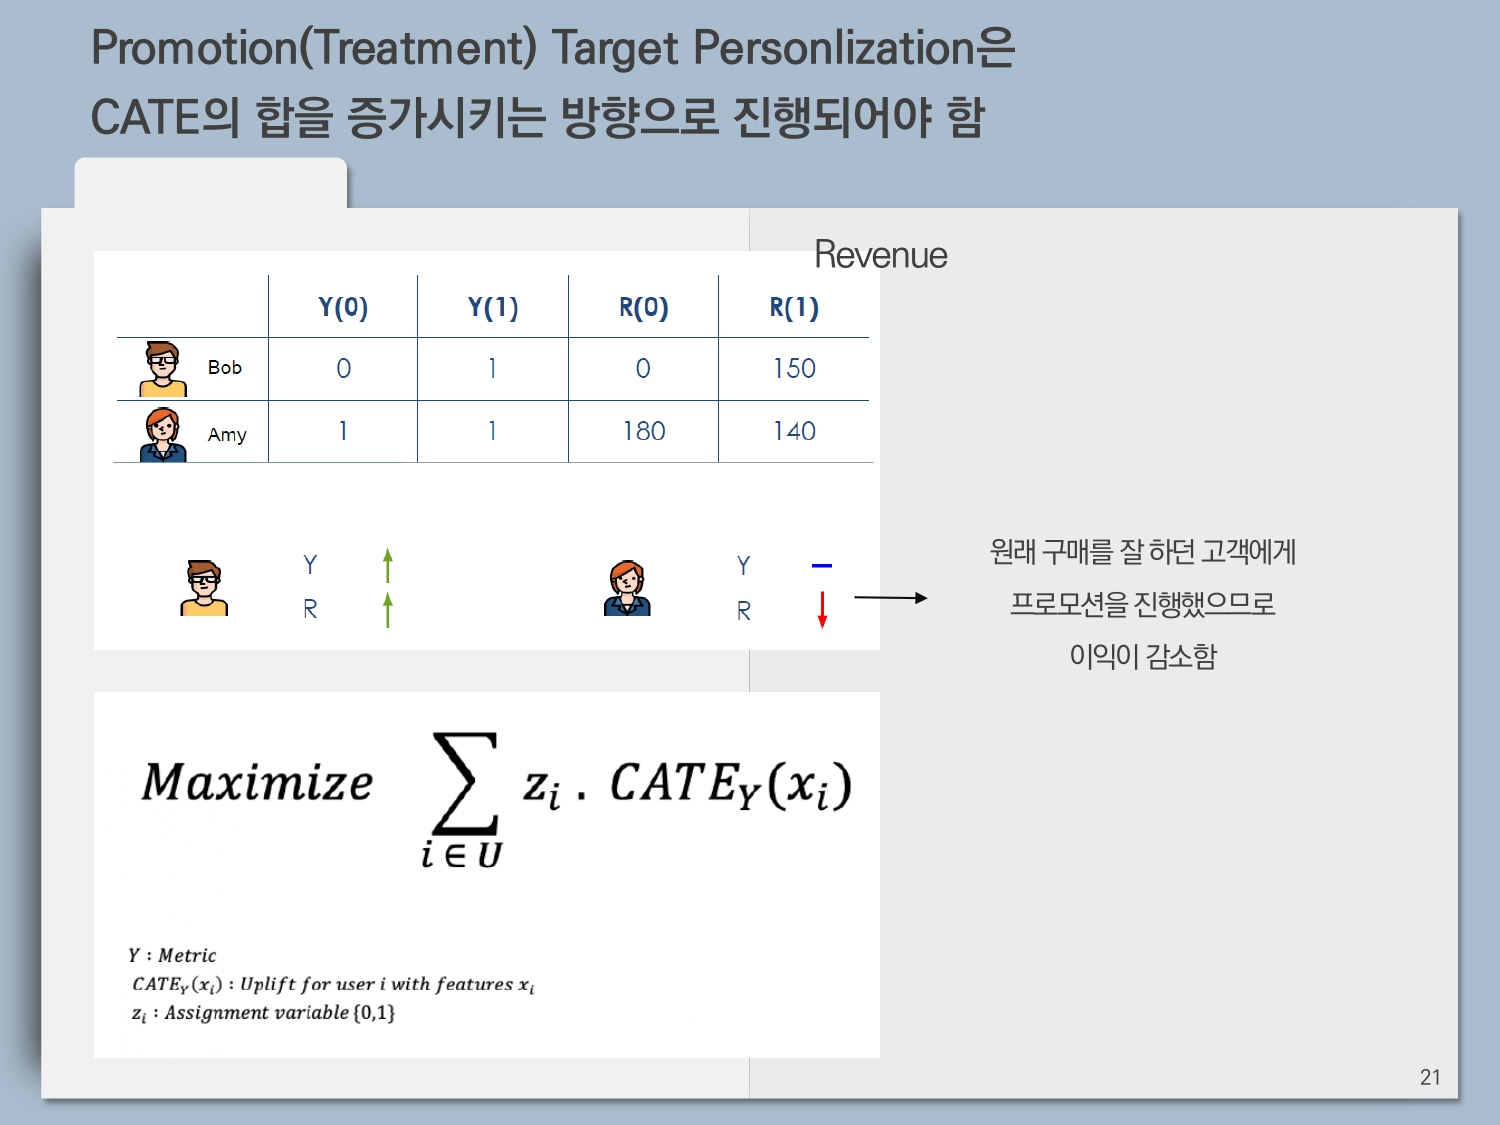 Promotion(Treatment) Target Personlization은
CATE의 합을 증가시키는 방향으로 진행되어야 함
Revenue
Y(0) Y(1) R(0) R(1)
Bob 0 1 0 150
Amy 1 1 180 140
Y Y –
R R
원래 구매를 잘 하던 고객에게
프로모션을 진행했으므로
이익이 감소함
Maximize ∑ z_i . CATE_Y(x_i)
i ∈ U
Y : Metric
CATE_Y(x_i) : Uplift for user i with features x_i
z_i : Assignment variable {0,1}
21